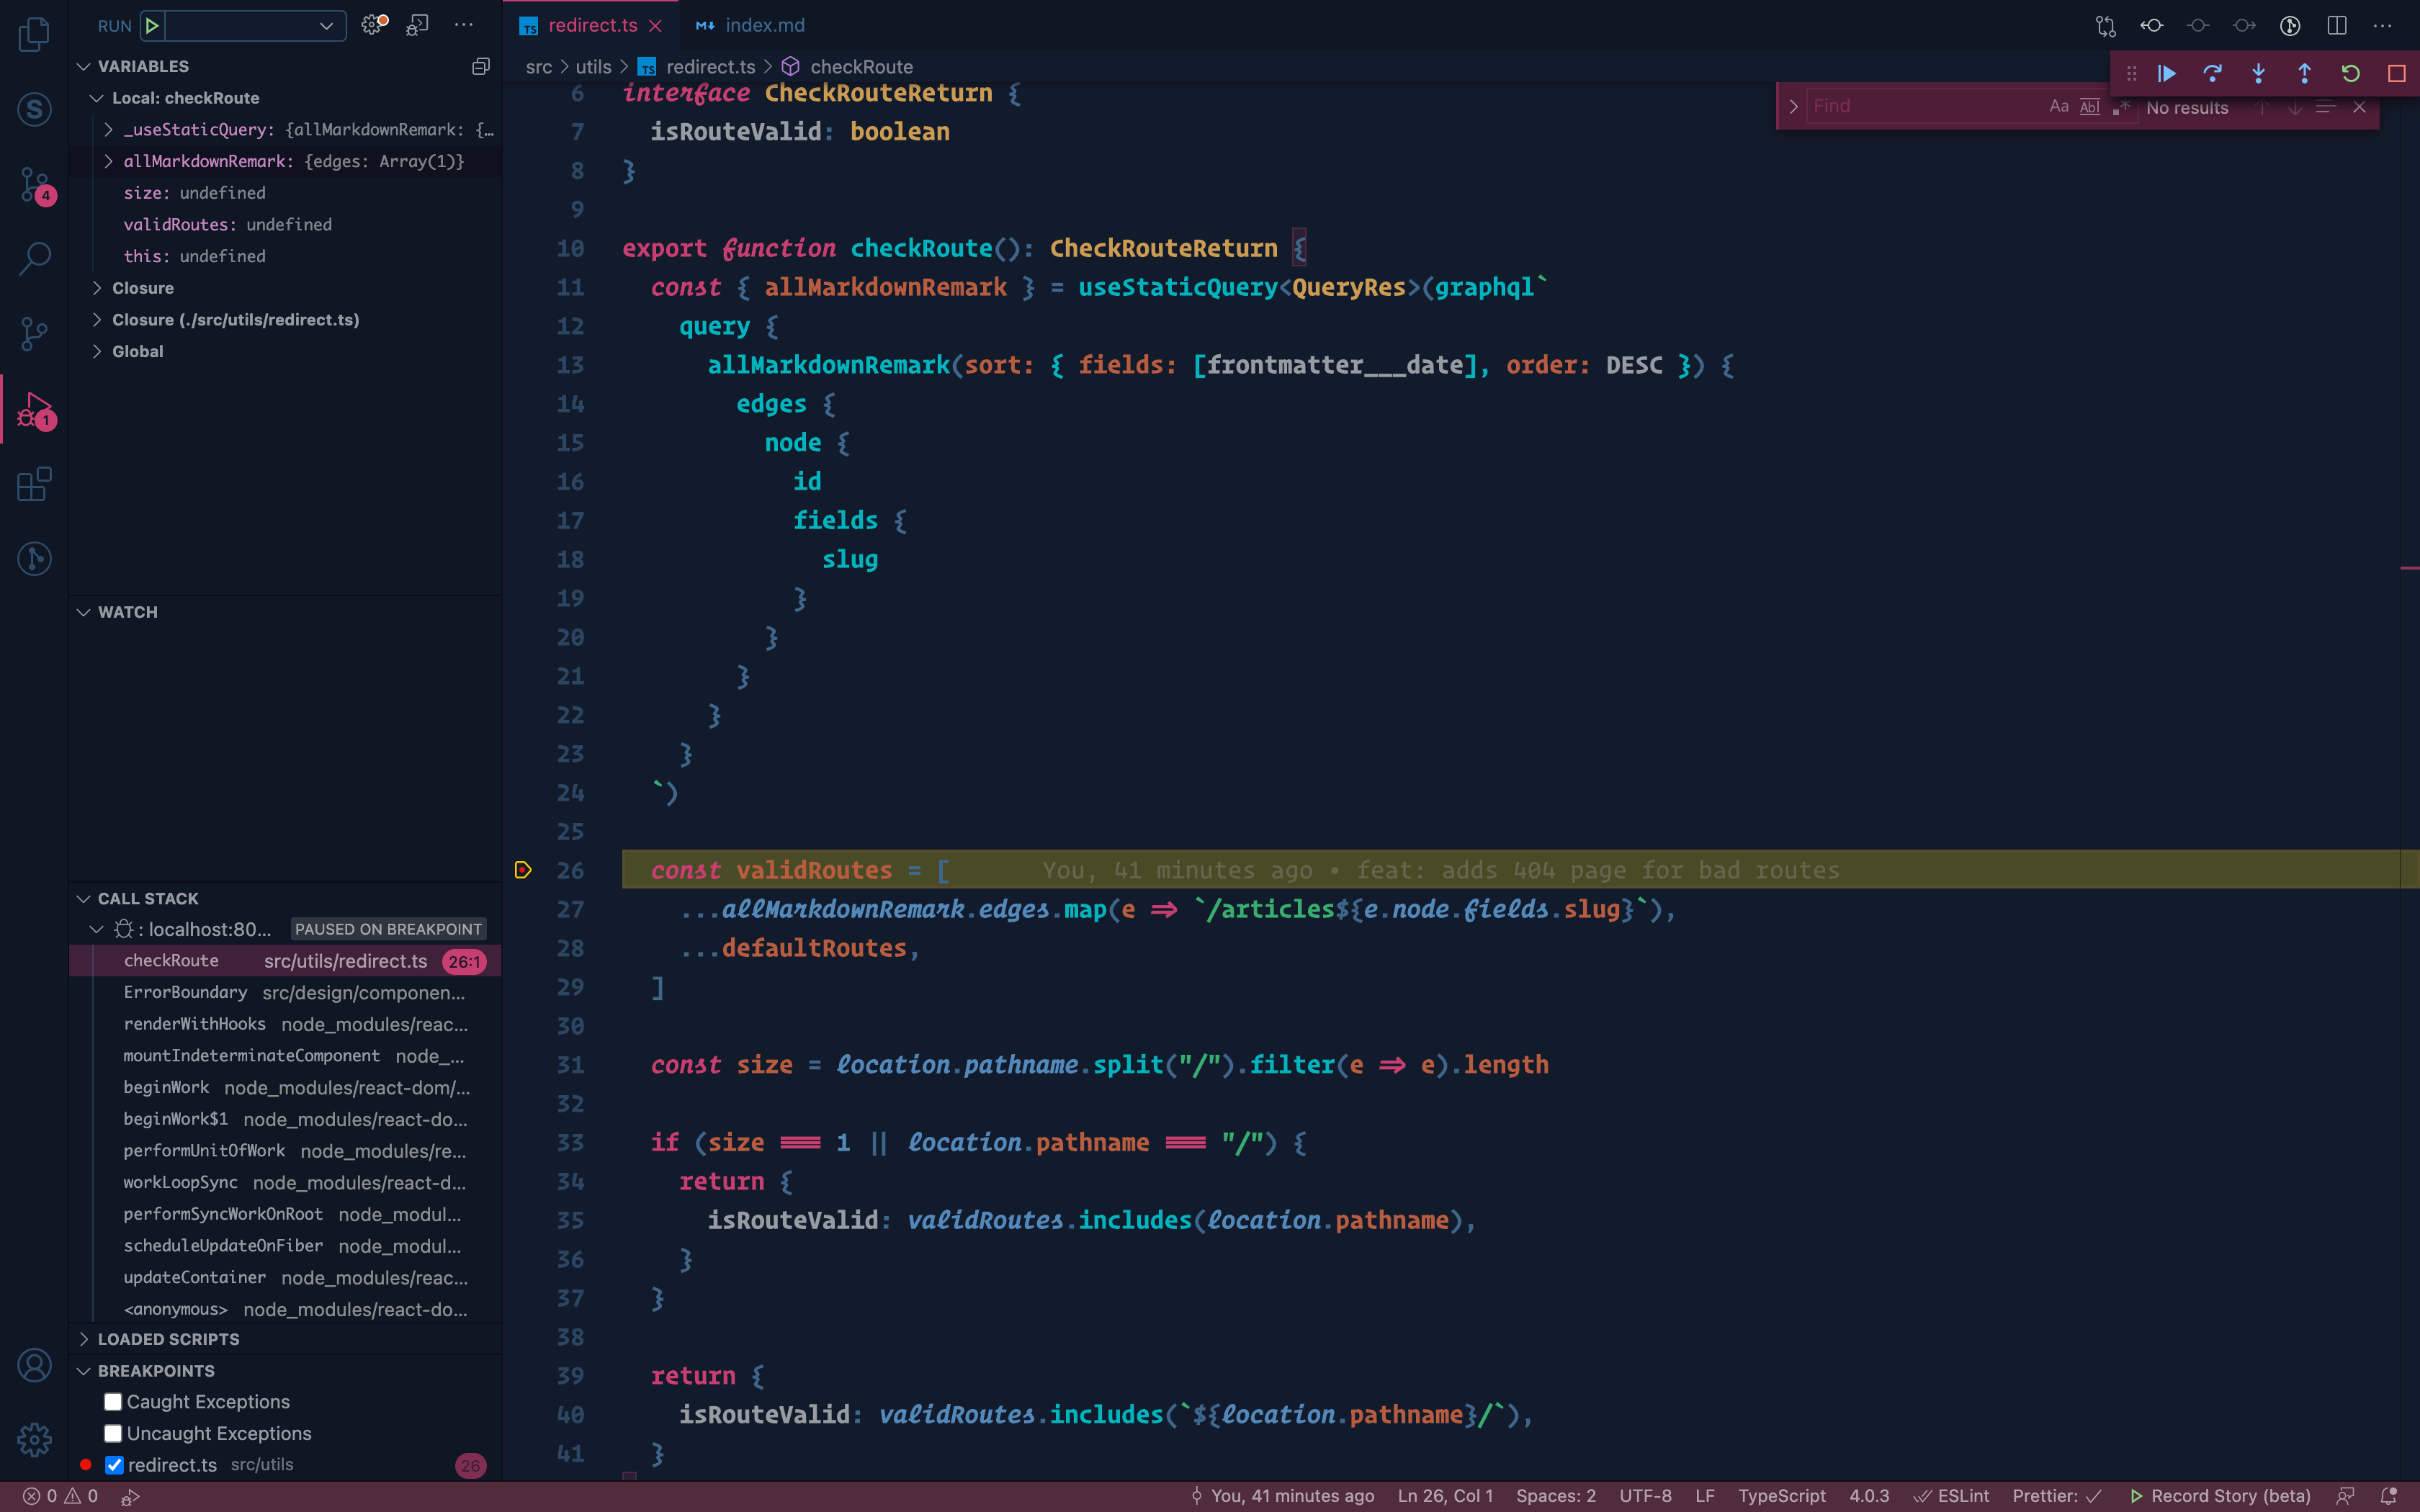 RUN
redirect.ts
index.md
src > utils > TS redirect.ts > checkRoute
Find
Aa
Abl
.*
No results
VARIABLES
Local: checkRoute
_useStaticQuery: {allMarkdownRemark: {…
allMarkdownRemark: {edges: Array(1)}
size: undefined
validRoutes: undefined
this: undefined
Closure
Closure (./src/utils/redirect.ts)
Global
4
1
WATCH
CALL STACK
: localhost:80... PAUSED ON BREAKPOINT
checkRoute src/utils/redirect.ts 26:1
ErrorBoundary src/design/componen...
renderWithHooks node_modules/reac...
mountIndeterminateComponent node_...
beginWork node_modules/react-dom/...
beginWork$1 node_modules/react-do...
performUnitOfWork node_modules/re...
workLoopSync node_modules/react-d...
performSyncWorkOnRoot node_modul...
scheduleUpdateOnFiber node_modul...
updateContainer node_modules/reac...
<anonymous> node_modules/react-do...
LOADED SCRIPTS
BREAKPOINTS
Caught Exceptions
Uncaught Exceptions
redirect.ts src/utils 26
6 interface CheckRouteReturn {
7   isRouteValid: boolean
8 }
9
10 export function checkRoute(): CheckRouteReturn {
11   const { allMarkdownRemark } = useStaticQuery<QueryRes>(graphql`
12     query {
13       allMarkdownRemark(sort: { fields: [frontmatter___date], order: DESC }) {
14         edges {
15           node {
16             id
17             fields {
18               slug
19             }
20           }
21         }
22       }
23     }
24   `)
25
26   const validRoutes = [ You, 41 minutes ago • feat: adds 404 page for bad routes
27     ...allMarkdownRemark.edges.map(e => `/articles${e.node.fields.slug}`),
28     ...defaultRoutes,
29   ]
30
31   const size = location.pathname.split("/").filter(e => e).length
32
33   if (size === 1 || location.pathname === "/") {
34     return {
35       isRouteValid: validRoutes.includes(location.pathname),
36     }
37   }
38
39   return {
40     isRouteValid: validRoutes.includes(`${location.pathname}/`),
41   }
0 0 You, 41 minutes ago Ln 26, Col 1 Spaces: 2 UTF-8 LF TypeScript 4.0.3 ESLint Prettier: ✓ Record Story (beta)